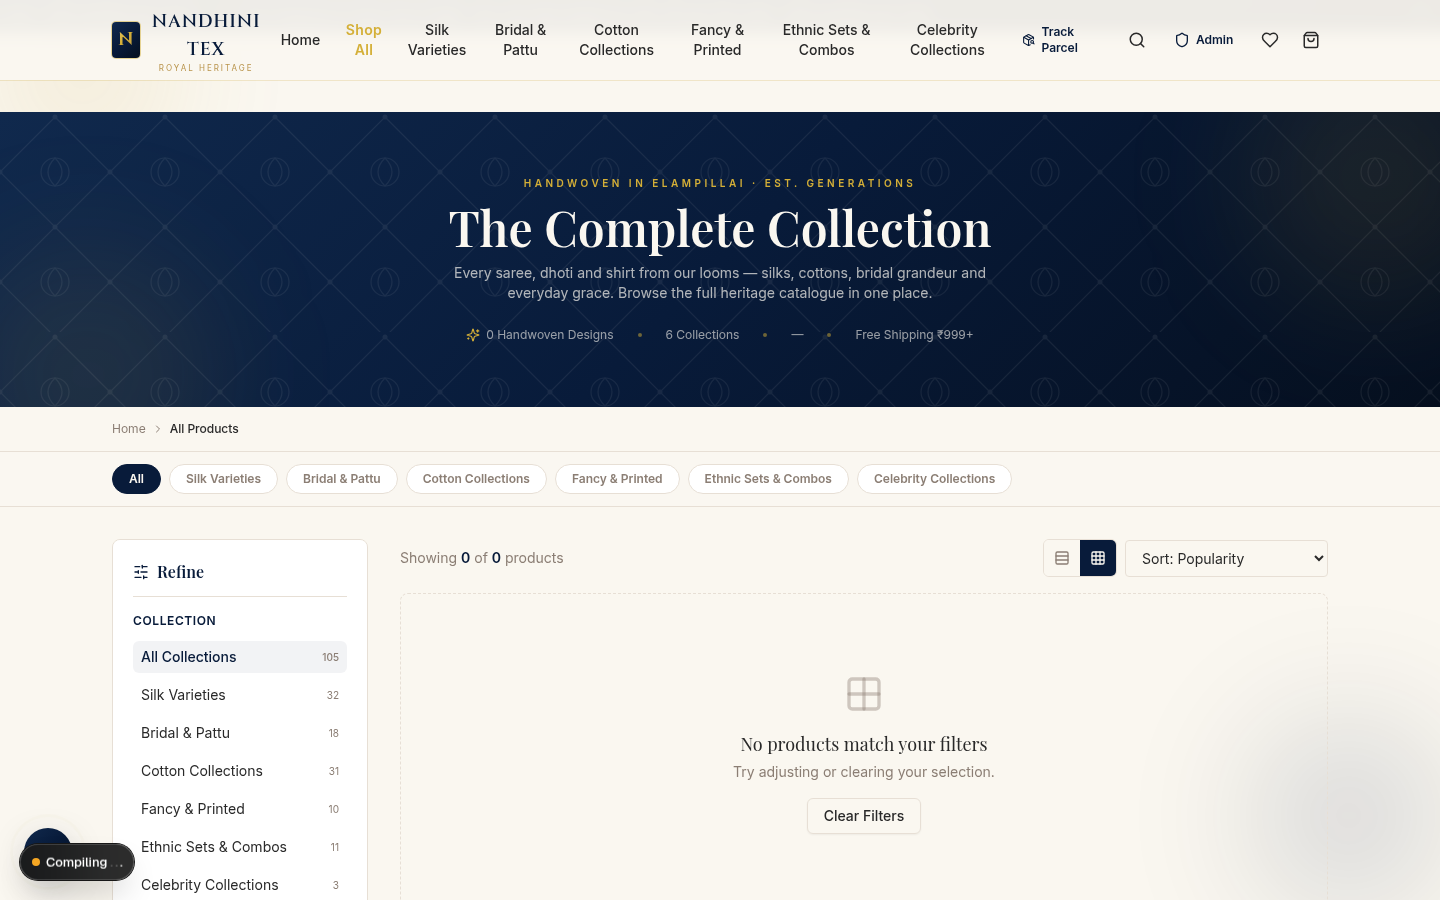 N
NANDHINI
TEX
ROYAL HERITAGE
Home
Shop
All
Silk
Varieties
Bridal &
Pattu
Cotton
Collections
Fancy &
Printed
Ethnic Sets &
Combos
Celebrity
Collections
Track
Parcel
Admin
HANDWOVEN IN ELAMPILLAI · EST. GENERATIONS
The Complete Collection
Every saree, dhoti and shirt from our looms — silks, cottons, bridal grandeur and
everyday grace. Browse the full heritage catalogue in one place.
0 Handwoven Designs • 6 Collections • — • Free Shipping ₹999+
Home > All Products
All
Silk Varieties
Bridal & Pattu
Cotton Collections
Fancy & Printed
Ethnic Sets & Combos
Celebrity Collections
Refine
COLLECTION
All Collections 105
Silk Varieties 32
Bridal & Pattu 18
Cotton Collections 31
Fancy & Printed 10
Ethnic Sets & Combos 11
Celebrity Collections 3
Showing 0 of 0 products
Sort: Popularity
No products match your filters
Try adjusting or clearing your selection.
Clear Filters
Compiling ...